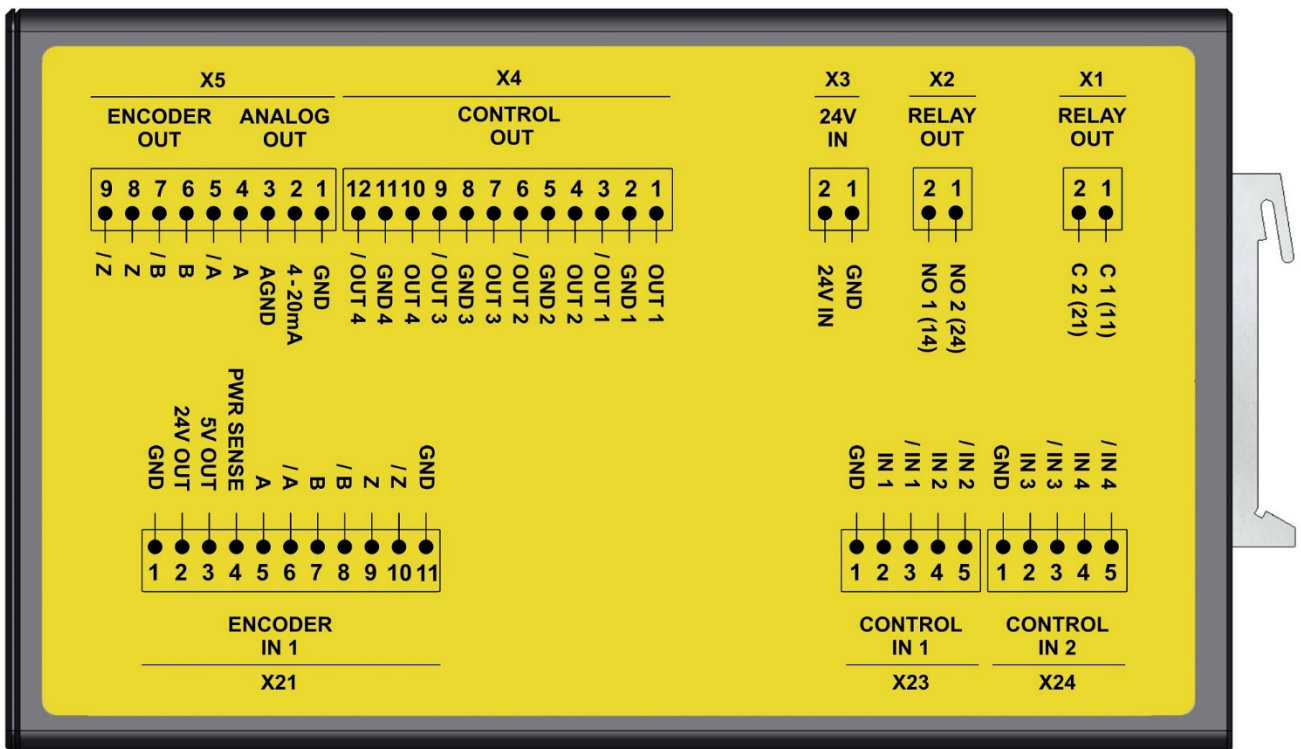 X5 X4 X3 X2 X1
ENCODER OUT ANALOG OUT CONTROL OUT 24V IN RELAY OUT RELAY OUT
9 8 7 6 5 4 3 2 1 12 11 10 9 8 7 6 5 4 3 2 1 2 1 2 1 2 1
/ Z
Z
/ B
B
/ A
A
AGND
4 - 20mA
GND
/ OUT 4
GND 4
OUT 4
/ OUT 3
GND 3
OUT 3
/ OUT 2
GND 2
OUT 2
/ OUT 1
GND 1
OUT 1
24V IN
GND
NO 1 (14)
NO 2 (24)
C 2 (21)
C 1 (11)
GND
24V OUT
5V OUT
PWR SENSE
A
/ A
B
/ B
Z
/ Z
GND
GND
IN 1
/ IN 1
IN 2
/ IN 2
GND
IN 3
/ IN 3
IN 4
/ IN 4
1 2 3 4 5 6 7 8 9 10 11 1 2 3 4 5 1 2 3 4 5
ENCODER IN 1 CONTROL IN 1 CONTROL IN 2
X21 X23 X24